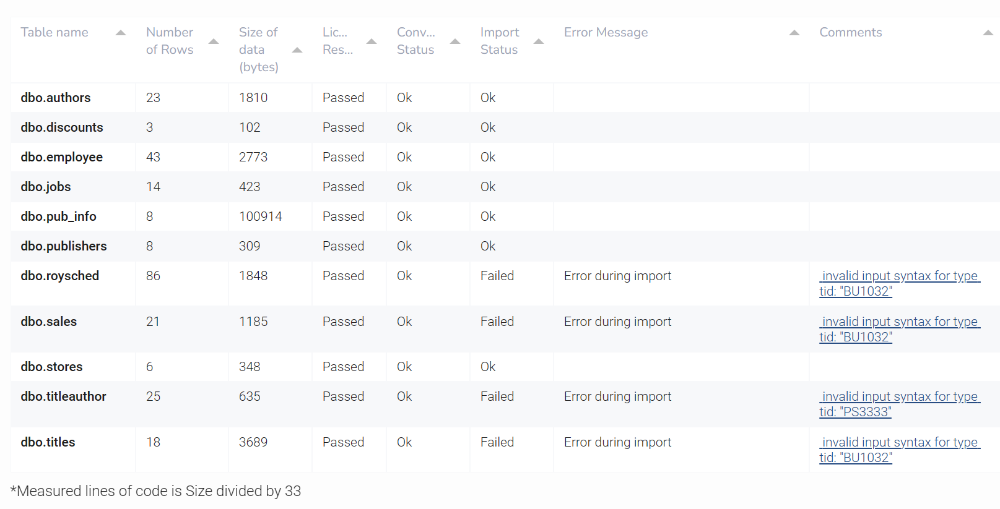 Table name Number of Rows Size of data (bytes) Lic... Res... Conv... Status Import Status Error Message Comments
dbo.authors 23 1810 Passed Ok Ok
dbo.discounts 3 102 Passed Ok Ok
dbo.employee 43 2773 Passed Ok Ok
dbo.jobs 14 423 Passed Ok Ok
dbo.pub_info 8 100914 Passed Ok Ok
dbo.publishers 8 309 Passed Ok Ok
dbo.roysched 86 1848 Passed Ok Failed Error during import invalid input syntax for type
tid: "BU1032"
dbo.sales 21 1185 Passed Ok Failed Error during import invalid input syntax for type
tid: "BU1032"
dbo.stores 6 348 Passed Ok Ok
dbo.titleauthor 25 635 Passed Ok Failed Error during import invalid input syntax for type
tid: "PS3333"
dbo.titles 18 3689 Passed Ok Failed Error during import invalid input syntax for type
tid: "BU1032"
*Measured lines of code is Size divided by 33